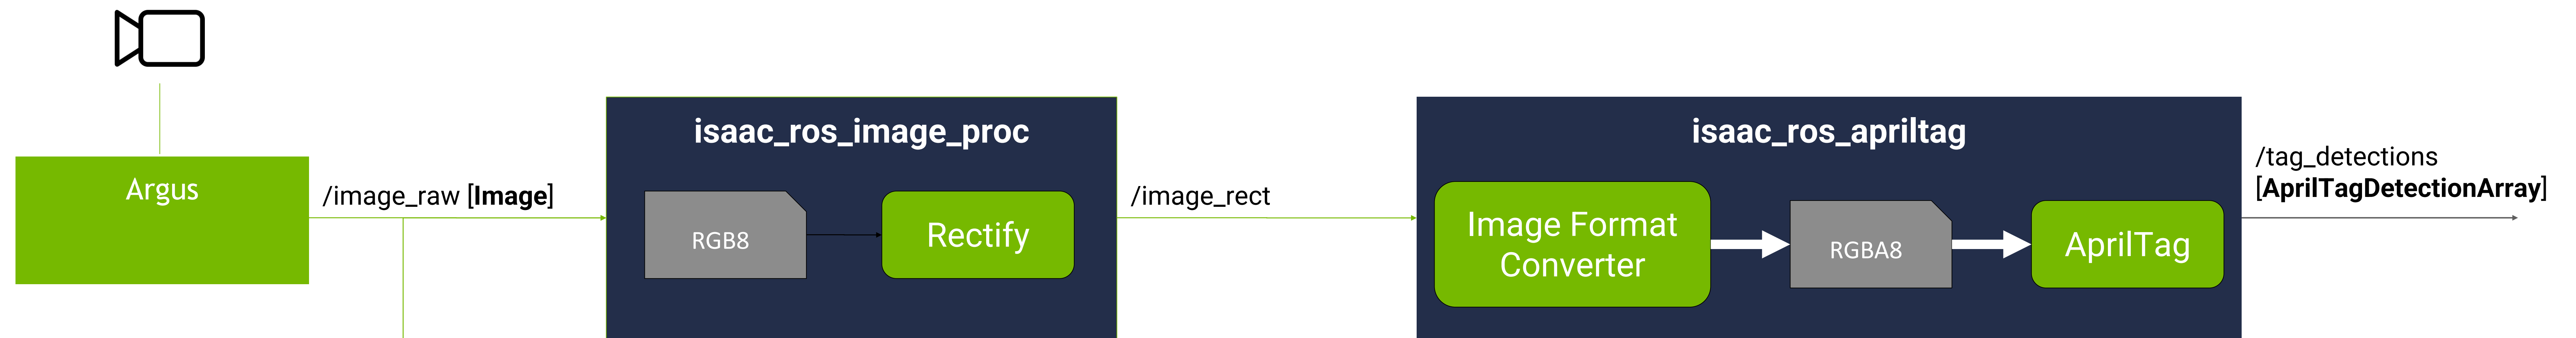 Argus
/image_raw [Image]
isaac_ros_image_proc
RGB8
Rectify
/image_rect
isaac_ros_apriltag
Image Format
Converter
RGBA8
AprilTag
/tag_detections
[AprilTagDetectionArray]